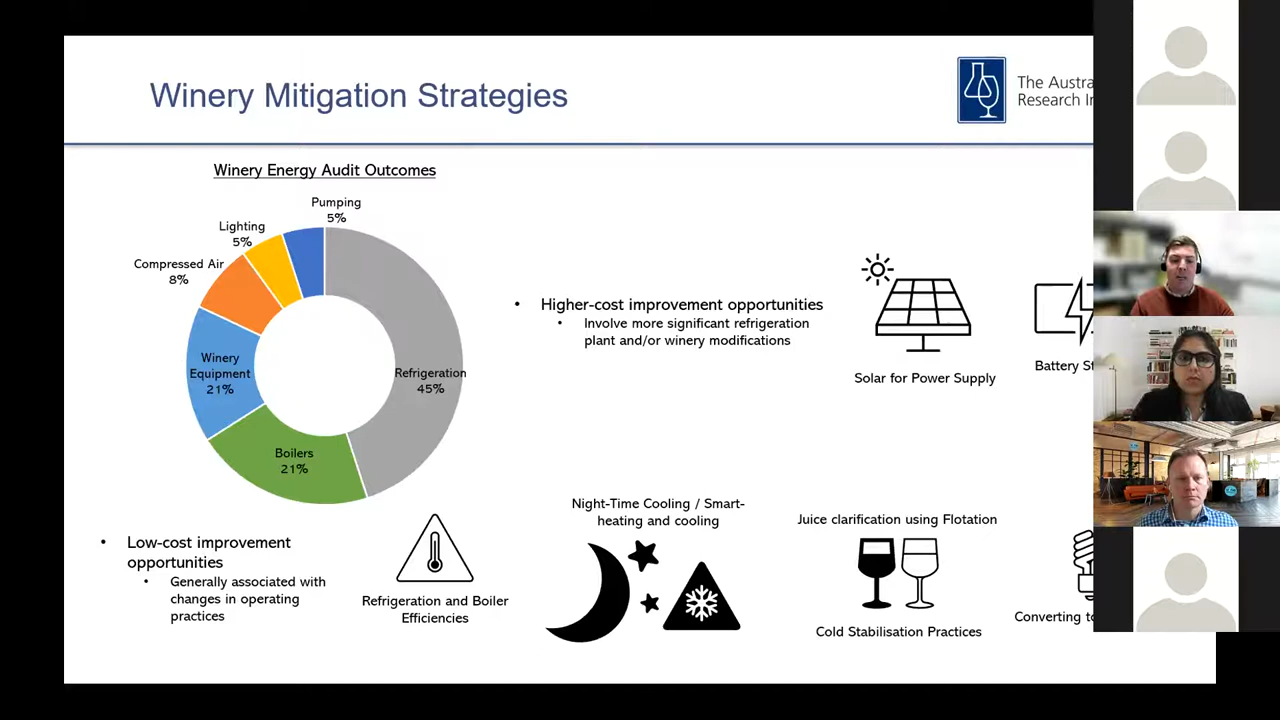 Winery Mitigation Strategies
The
Research
Winery Energy Audit Outcomes
Pumping
5%
Lighting
5%
Compressed Air
8%
Winery
Equipment
21%
Refrigeration
45%
Boilers
21%
• Higher-cost improvement opportunities
• Involve more significant refrigeration
plant and/or winery modifications
Solar for Power Supply
Battery
• Low-cost improvement
opportunities
• Generally associated with
changes in operating
practices
Refrigeration and Boiler
Efficiencies
Night-Time Cooling / Smart-
heating and cooling
Juice clarification using Flotation
Cold Stabilisation Practices
Converting